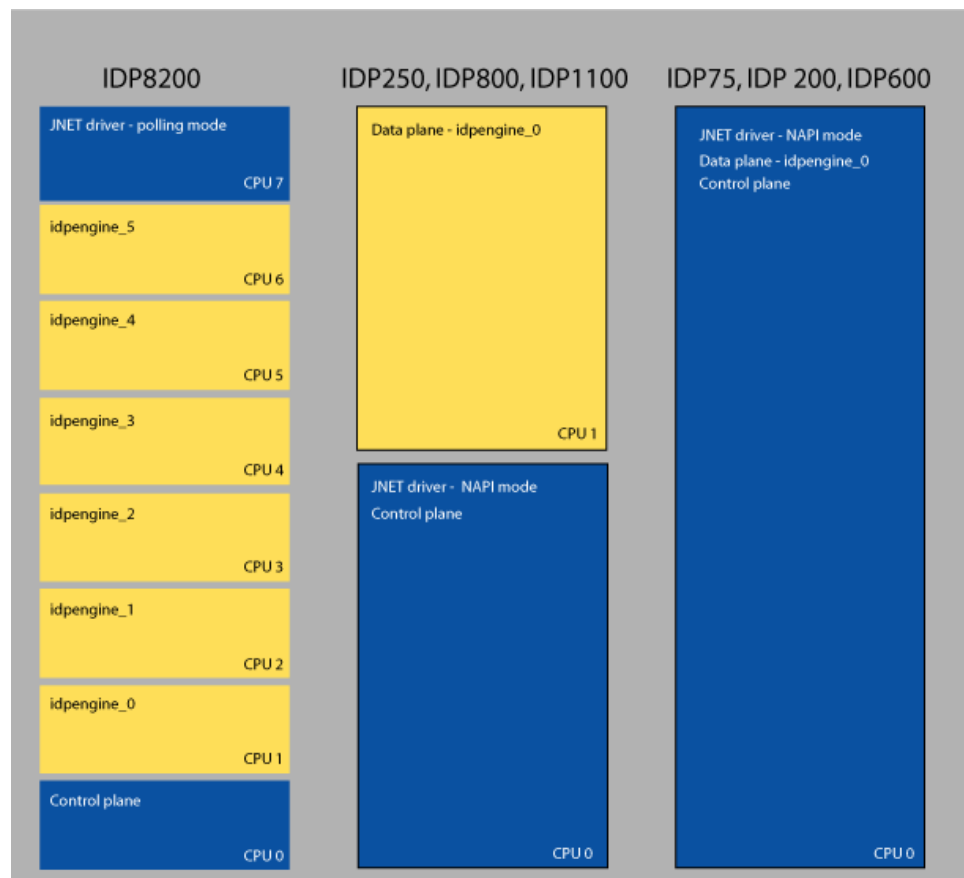 IDP8200
JNET driver - polling mode
CPU 7
idpengine_5
CPU 6
idpengine_4
CPU 5
idpengine_3
CPU 4
idpengine_2
CPU 3
idpengine_1
CPU 2
idpengine_0
CPU 1
Control plane
CPU 0
IDP250, IDP800, IDP1100
Data plane - idpengine_0
CPU 1
JNET driver - NAPI mode
Control plane
CPU 0
IDP75, IDP 200, IDP600
JNET driver - NAPI mode
Data plane - idpengine_0
Control plane
CPU 0